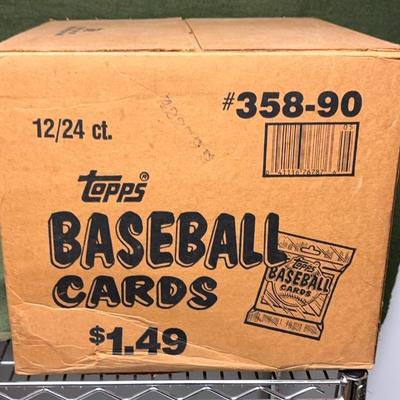 #358-90
12/24 ct.
Topps®
BASEBALL
CARDS
$1.49
Topps
BASEBALL
CARDS